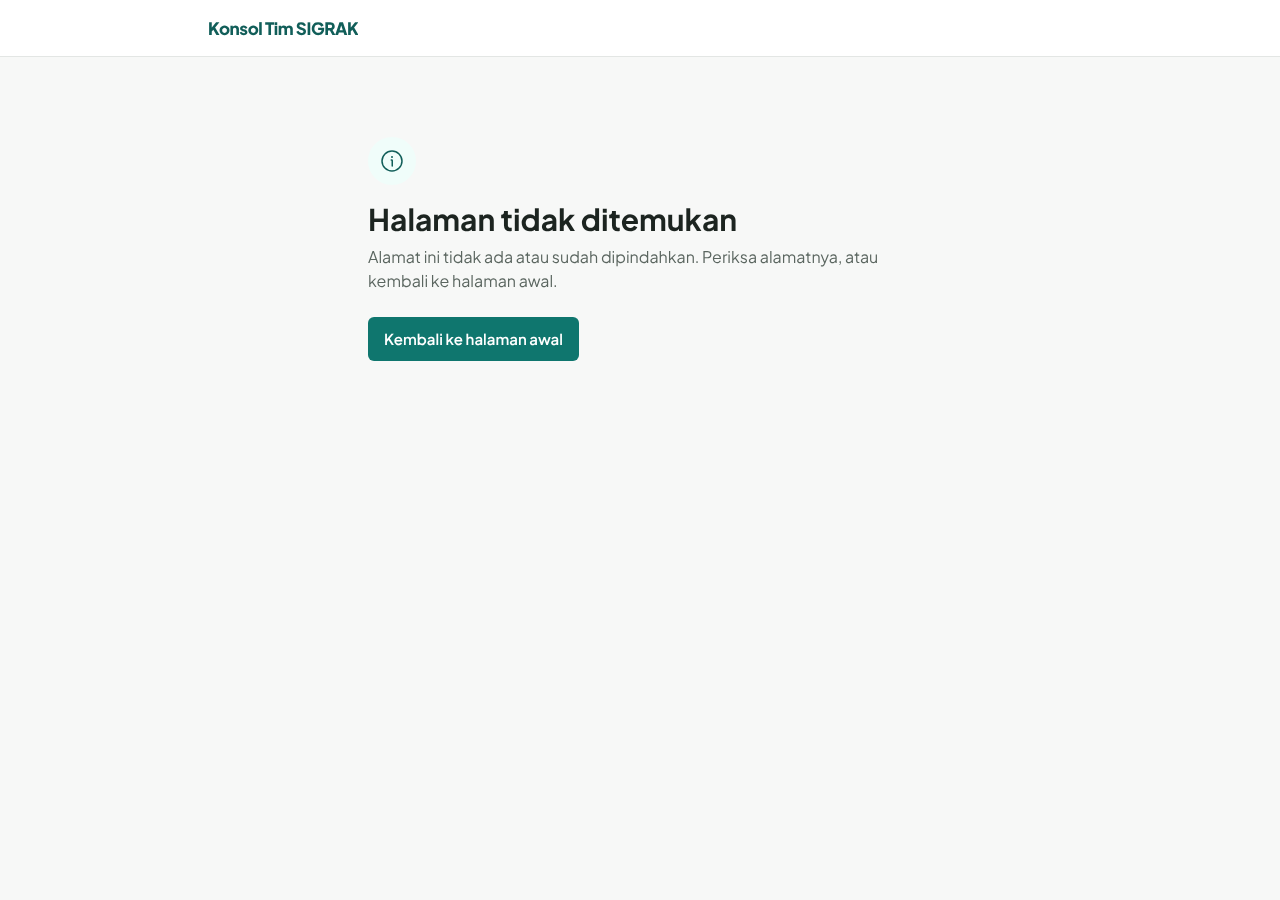 Konsol Tim SIGRAK
Halaman tidak ditemukan
Alamat ini tidak ada atau sudah dipindahkan. Periksa alamatnya, atau
kembali ke halaman awal.
Kembali ke halaman awal